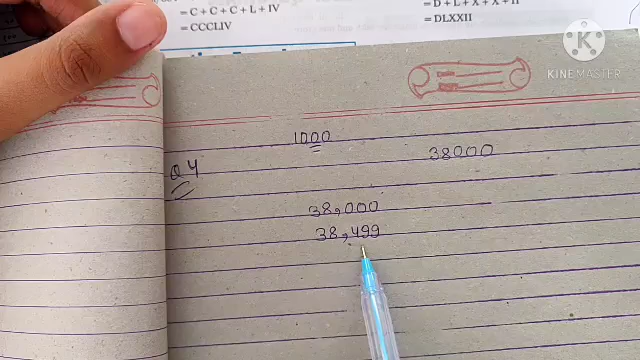 = C + C + C + L + IV
= CCCLIV
= D + L + X + X + II
= DLXXII
KINEMASTER
1000
38000
Q4
38,000
38,499